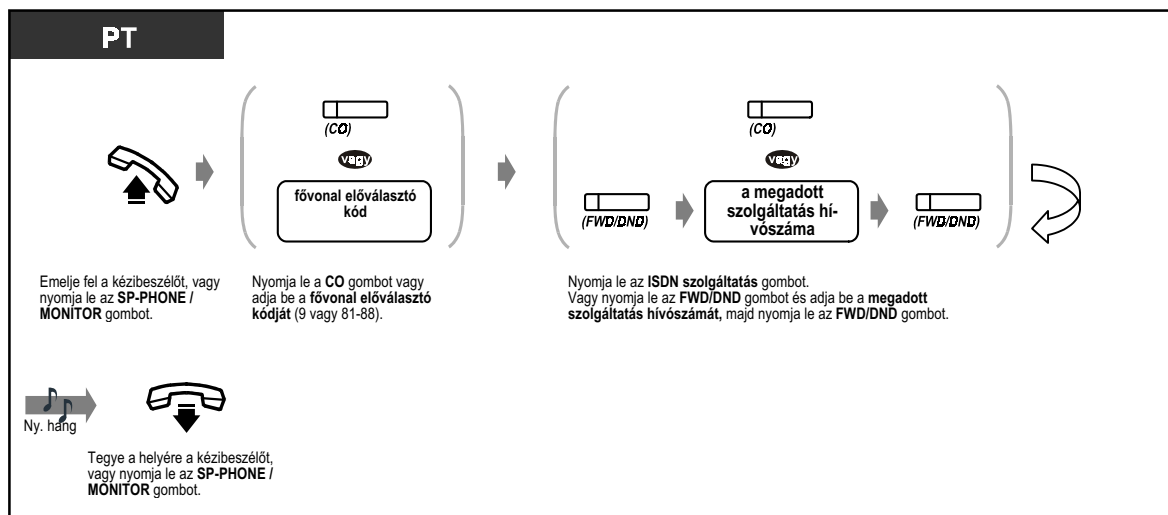 PT
(CO)
vagy
fővonal előválasztó
kód
(CO)
vagy
(FWD/DND)
a megadott
szolgáltatás hí-
vószáma
(FWD/DND)
Emelje fel a kézibeszélőt, vagy
nyomja le az SP-PHONE /
MONITOR gombot.
Nyomja le a CO gombot vagy
adja be a fővonal előválasztó
kódját (9 vagy 81-88).
Nyomja le az ISDN szolgáltatás gombot.
Vagy nyomja le az FWD/DND gombot és adja be a megadott
szolgáltatás hívószámát, majd nyomja le az FWD/DND gombot.
Ny. hang
Tegye a helyére a kézibeszélőt,
vagy nyomja le az SP-PHONE /
MONITOR gombot.